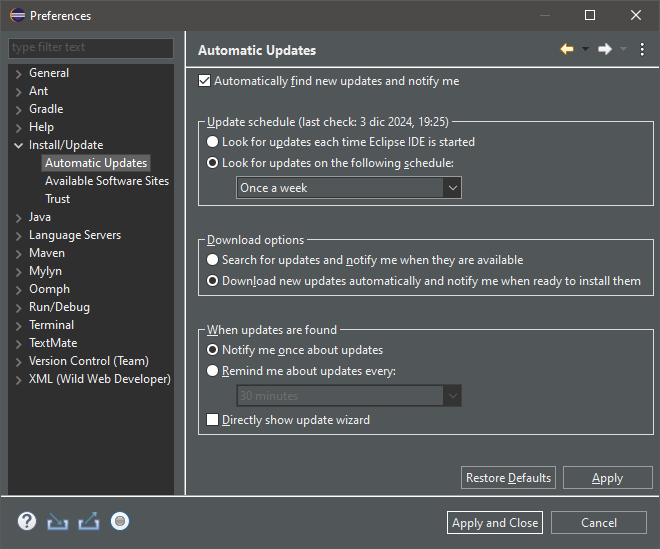 Preferences
type filter text
General
Ant
Gradle
Help
Install/Update
Automatic Updates
Available Software Sites
Trust
Java
Language Servers
Maven
Mylyn
Oomph
Run/Debug
Terminal
TextMate
Version Control (Team)
XML (Wild Web Developer)
Automatic Updates
Automatically find new updates and notify me
Update schedule (last check: 3 dic 2024, 19:25)
Look for updates each time Eclipse IDE is started
Look for updates on the following schedule:
Once a week
Download options
Search for updates and notify me when they are available
Download new updates automatically and notify me when ready to install them
When updates are found
Notify me once about updates
Remind me about updates every:
30 minutes
Directly show update wizard
Restore Defaults
Apply
Apply and Close
Cancel